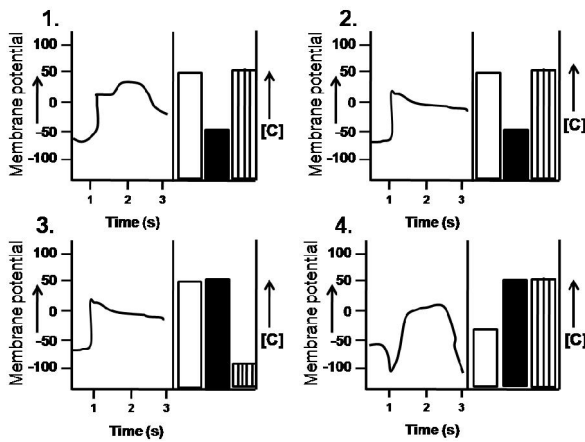 1.
Membrane potential
100
50
0
-50
-100
1 2 3
Time (s)
[C]
2.
Membrane potential
100
50
0
-50
-100
1 2 3
Time (s)
[C]
3.
Membrane potential
100
50
0
-50
-100
1 2 3
Time (s)
[C]
4.
Membrane potential
100
50
0
-50
-100
1 2 3
Time (s)
[C]